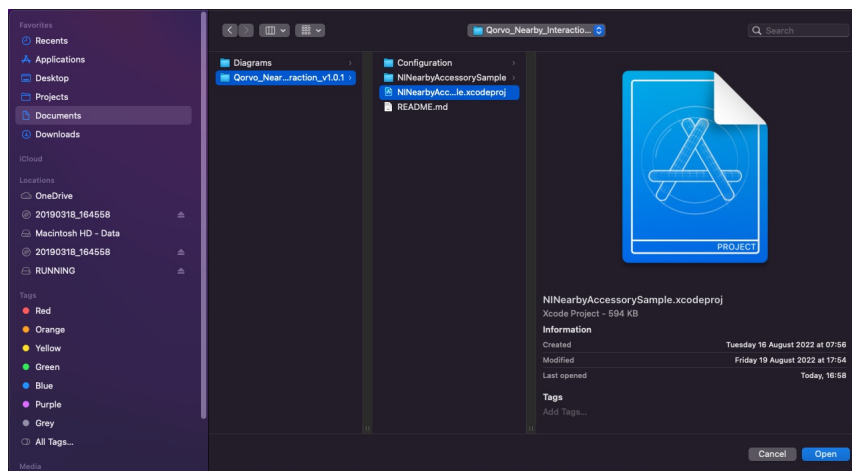 Favorites
Recents
Applications
Desktop
Projects
Documents
Downloads
iCloud
Locations
OneDrive
20190318_164558
Macintosh HD - Data
20190318_164558
RUNNING
Tags
Red
Orange
Yellow
Green
Blue
Purple
Grey
All Tags...
Media
Qorvo_Nearby_Interactio...
Search
Diagrams
Qorvo_Near...raction_v1.0.1
Configuration
NINearbyAccessorySample
NINearbyAcc...le.xcodeproj
README.md
PROJECT
NINearbyAccessorySample.xcodeproj
Xcode Project - 594 KB
Information
Created Tuesday 16 August 2022 at 07:56
Modified Friday 19 August 2022 at 17:54
Last opened Today, 16:58
Tags
Add Tags...
Cancel Open